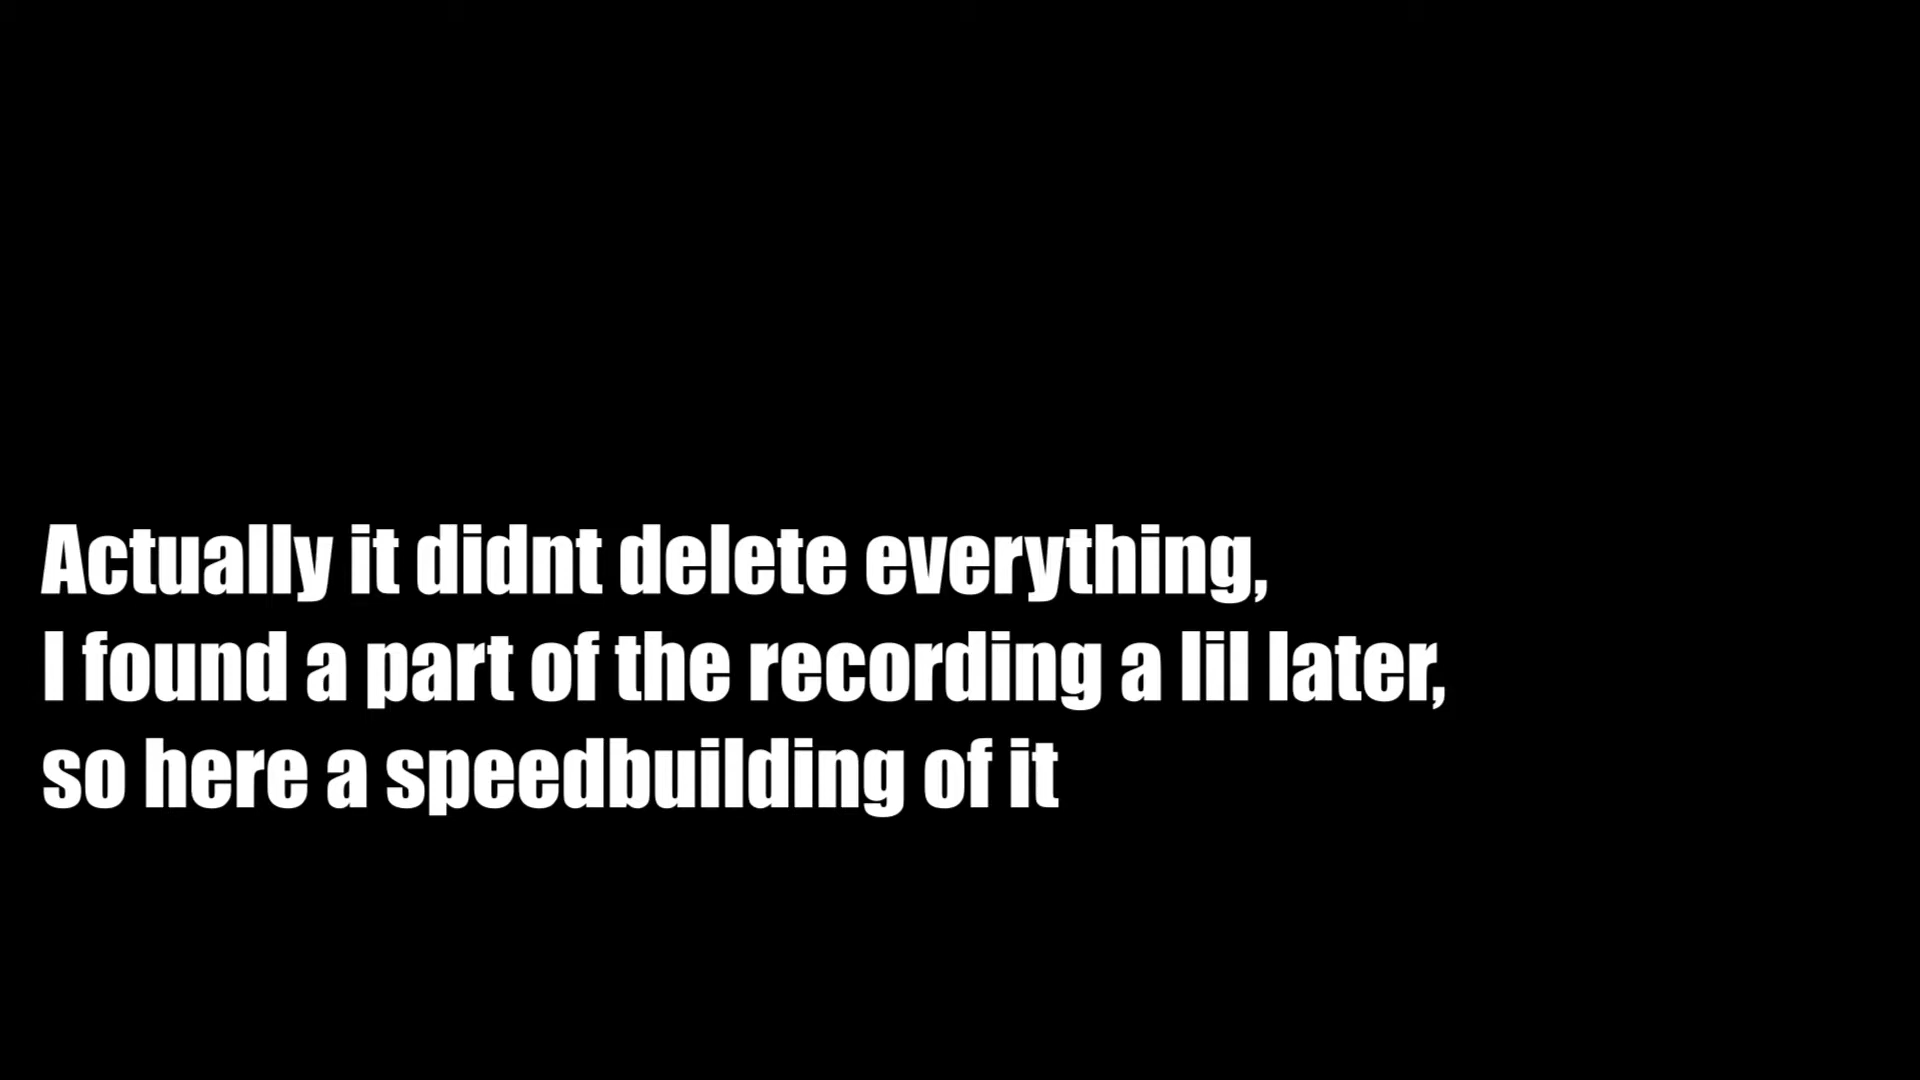 Actually it didnt delete everything,
I found a part of the recording a lil later,
so here a speedbuilding of it